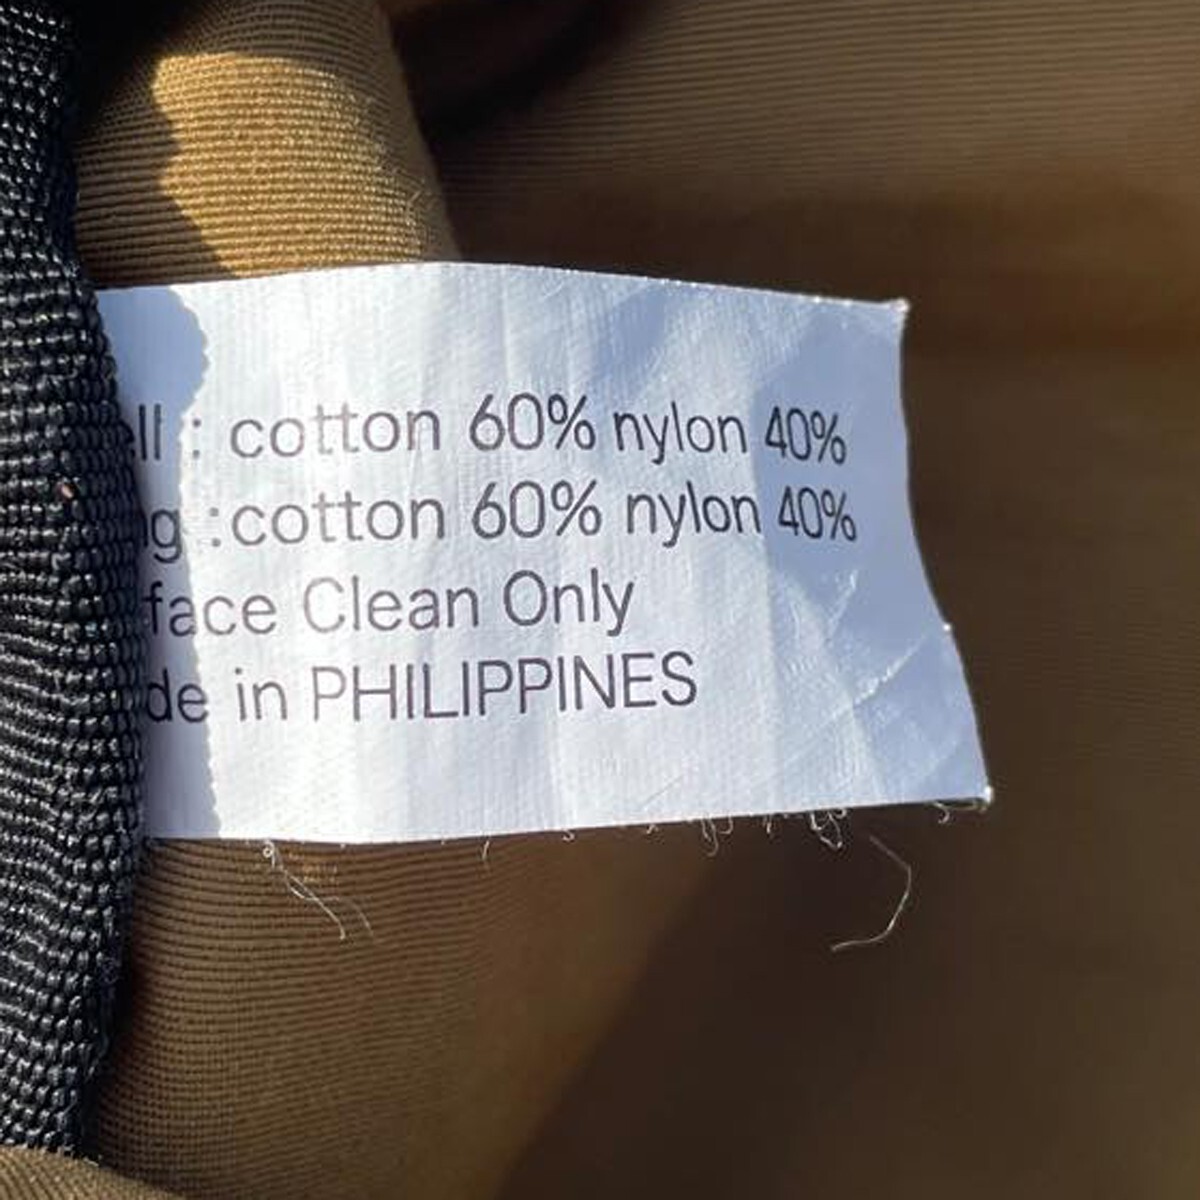 ll : cotton 60% nylon 40%
g :cotton 60% nylon 40%
face Clean Only
de in PHILIPPINES